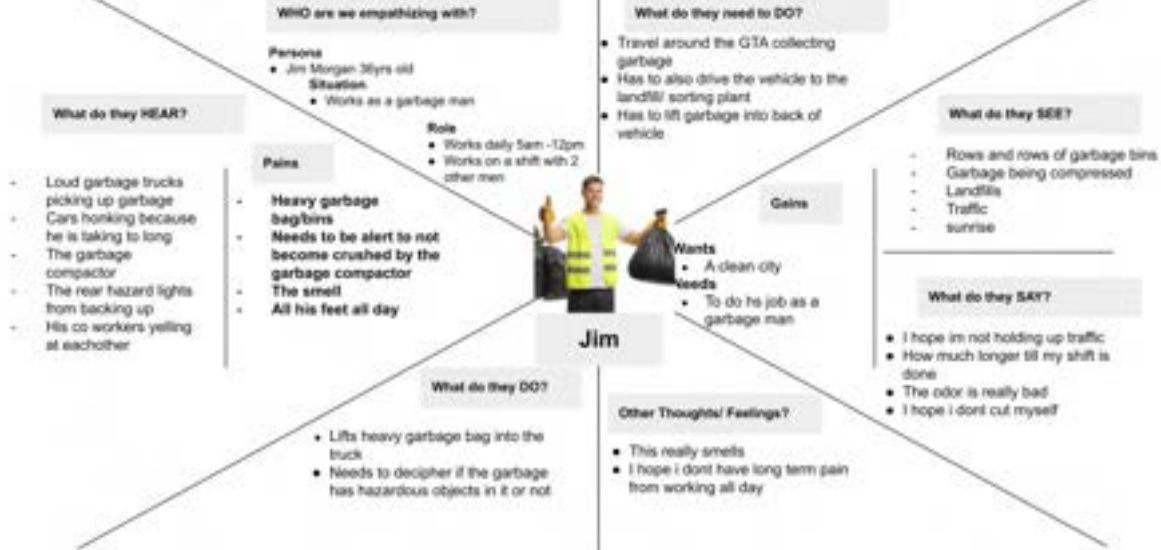 WHO are we empathizing with?
Persona
● Jim Morgan 36yrs old
Situation
● Works as a garbage man
Role
● Works daily 5am -12pm
● Works on a shift with 2
other men
What do they need to DO?
● Travel around the GTA collecting
garbage
● Has to also drive the vehicle to the
landfill/ sorting plant
● Has to lift garbage into back of
vehicle
What do they HEAR?
- Loud garbage trucks
picking up garbage
- Cars honking because
he is taking to long
- The garbage
compactor
- The rear hazard lights
from backing up
- His co workers yelling
at eachother
Pains
- Heavy garbage
bag/bins
- Needs to be alert to not
become crushed by the
garbage compactor
- The smell
- All his feet all day
Gains
Wants
● A clean city
Needs
● To do hs job as a
garbage man
What do they SEE?
- Rows and rows of garbage bins
- Garbage being compressed
- Landfills
- Traffic
- sunrise
What do they SAY?
● I hope im not holding up traffic
● How much longer till my shift is
done
● The odor is really bad
● I hope i dont cut myself
Jim
What do they DO?
● Lifts heavy garbage bag into the
truck
● Needs to decipher if the garbage
has hazardous objects in it or not
Other Thoughts/ Feelings?
● This really smells
● I hope i dont have long term pain
from working all day